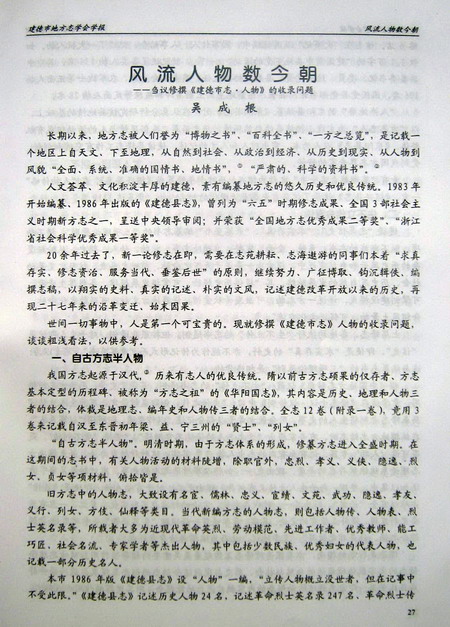 建德市地方志学会学报
风流人物数今朝
风流人物数今朝
——刍议修撰《建德市志·人物》的收录问题
吴成根
长期以来，地方志被人们誉为“博物之书”、“百科全书”、“一方之总览”，是记载一
个地区上自天文、下至地理，从自然到社会、从政治到经济、从历史到现实、从人物到
风貌“全面、系统、准确的国情书、地情书”，① “严肃的、科学的资料书”。
人文荟萃、文化积淀丰厚的建德，素有编纂地方志的悠久历史和优良传统。1983年
开始编纂、1986年出版的《建德县志》，曾列为“六五”时期修志成果、全国3部社会主
义时期新方志之一，呈送中央领导审阅；并荣获“全国地方志优秀成果二等奖”、“浙江
省社会科学优秀成果一等奖”。
20余年过去了，新一论修志在即，需要在志苑耕耘、志海遨游的同事们本着“求真
存实、修志资治、服务当代、垂鉴后世”的原则，继续努力、广征博取、钩沉辑佚、编
撰志稿，以翔实的史料、真实的记述、朴实的文风，记述建德改革开放以来的历史，再
现二十七年来的沿革变迁、始末因果。
世间一切事物中，人是第一个可宝贵的。现就修撰《建德市志》人物的收录问题，
谈谈粗浅看法，以供参考。
一、自古方志半人物
我国方志起源于汉代，② 历来有志人的优良传统。隋以前古方志硕果的仅存者、方志
基本定型的历程碑、被称为“方志之祖”的《华阳国志》，其内容是历史、地理和人物三
者的结合，体裁是地理志、编年史和人物传三者的结合。全志12卷（附录一卷），竟用3
卷来记载自汉至东晋初年梁、益、宁三州的“贤士”、“列女”。
“自古方志半人物”。明清时期，由于方志体系的形成，修纂方志进入全盛时期。在
这期间的志书中，有关人物活动的材料陡增，除职官外，忠烈、孝义、义侠、隐逸、烈
女、贞女等项材料，俯拾皆是。
旧方志中的人物志，大致设有名宦、儒林、忠义、宦绩、文苑、武功、隐逸、孝友、
义行、列女、方伎、仙释等类目。当代新编方志的人物志，则包括人物传、人物表、烈
士英名录等，所载者大多为近现代革命英烈、劳动模范、先进工作者、优秀教师、能工
巧匠、社会名流、专家学者等杰出人物，其中包括少数民族、优秀妇女的代表人物，也
记载一部分历史名人。
本市1986年版《建德县志》设“人物”一编，“立传人物概立没世者，但在记事中
不受此限。”《建德县志》记述历史人物24名，记述革命烈士英名录247名、革命烈士传
27